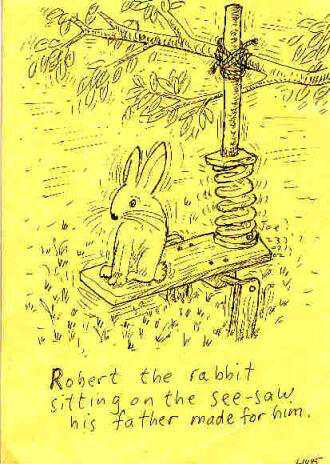 Robert the rabbit
sitting on the see-saw
his father made for him.